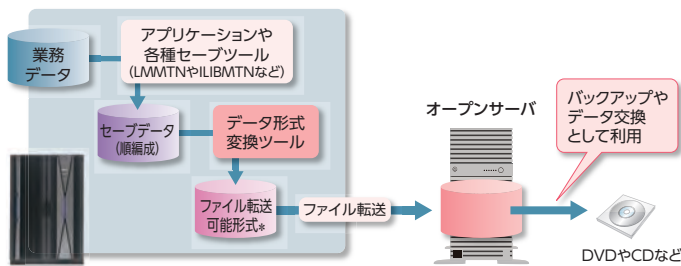 業務
データ
アプリケーションや
各種セーブツール
(LMMTNやILIBMTNなど)
セーブデータ
(順編成)
データ形式
変換ツール
ファイル転送
可能形式*
ファイル転送
オープンサーバ
バックアップや
データ交換
として利用
DVDやCDなど